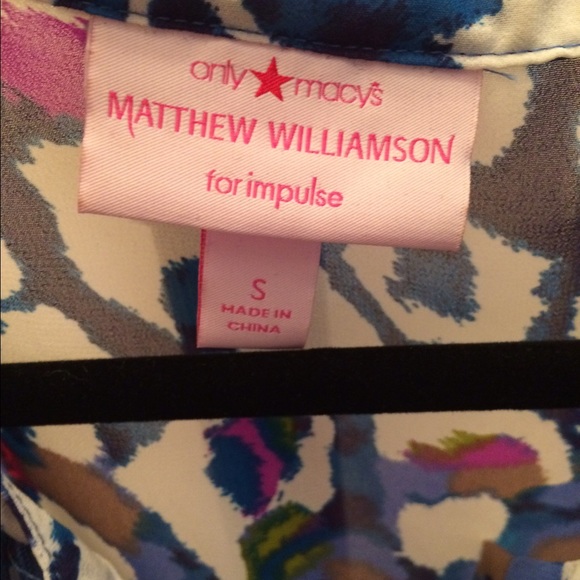 only★macy's
MATTHEW WILLIAMSON
for impulse
S
MADE IN
CHINA